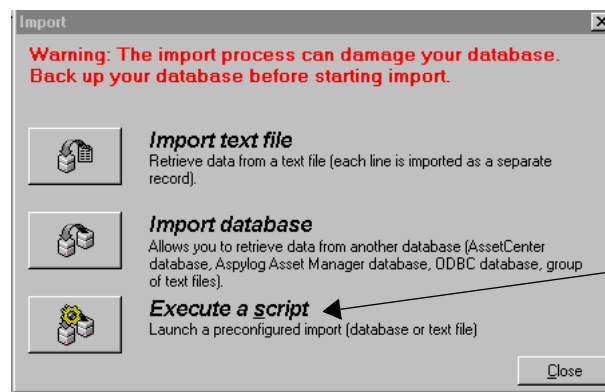 Import
Warning: The import process can damage your database.
Back up your database before starting import.
Import text file
Retrieve data from a text file (each line is imported as a separate
record).
Import database
Allows you to retrieve data from another database (AssetCenter
database, Aspylog Asset Manager database, ODBC database, group
of text files).
Execute a script
Launch a preconfigured import (database or text file)
Close